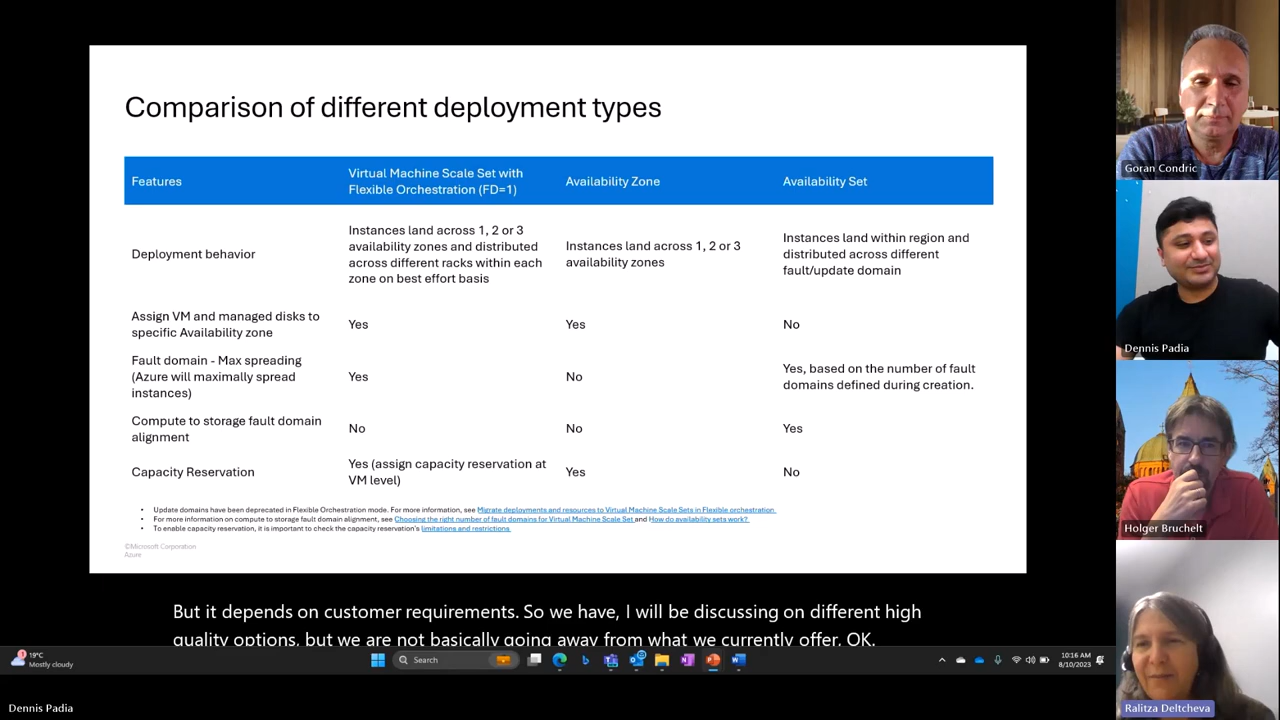 Comparison of different deployment types
Features
Virtual Machine Scale Set with
Flexible Orchestration (FD=1)
Availability Zone
Availability Set
Deployment behavior
Instances land across 1, 2 or 3
availability zones and distributed
across different racks within each
zone on best effort basis
Instances land across 1, 2 or 3
availability zones
Instances land within region and
distributed across different
fault/update domain
Assign VM and managed disks to
specific Availability zone
Yes
Yes
No
Fault domain - Max spreading
(Azure will maximally spread
instances)
Yes
No
Yes, based on the number of fault
domains defined during creation.
Compute to storage fault domain
alignment
No
No
Yes
Capacity Reservation
Yes (assign capacity reservation at
VM level)
Yes
No
• Update domains have been deprecated in Flexible Orchestration mode. For more information, see Migrate deployments and resources to Virtual Machine Scale Sets in Flexible orchestration.
• For more information on compute to storage fault domain alignment, see Choosing the right number of fault domains for Virtual Machine Scale Set and How do availability sets work?
• To enable capacity reservation, it is important to check the capacity reservation's limitations and restrictions.
©Microsoft Corporation
Azure
But it depends on customer requirements. So we have, I will be discussing on different high
quality options, but we are not basically going away from what we currently offer, OK.
1
19°C
Mostly cloudy
Search
10:16 AM
8/10/2023
Dennis Padia
Goran Condric
Dennis Padia
Holger Bruchelt
Ralitza Deltcheva